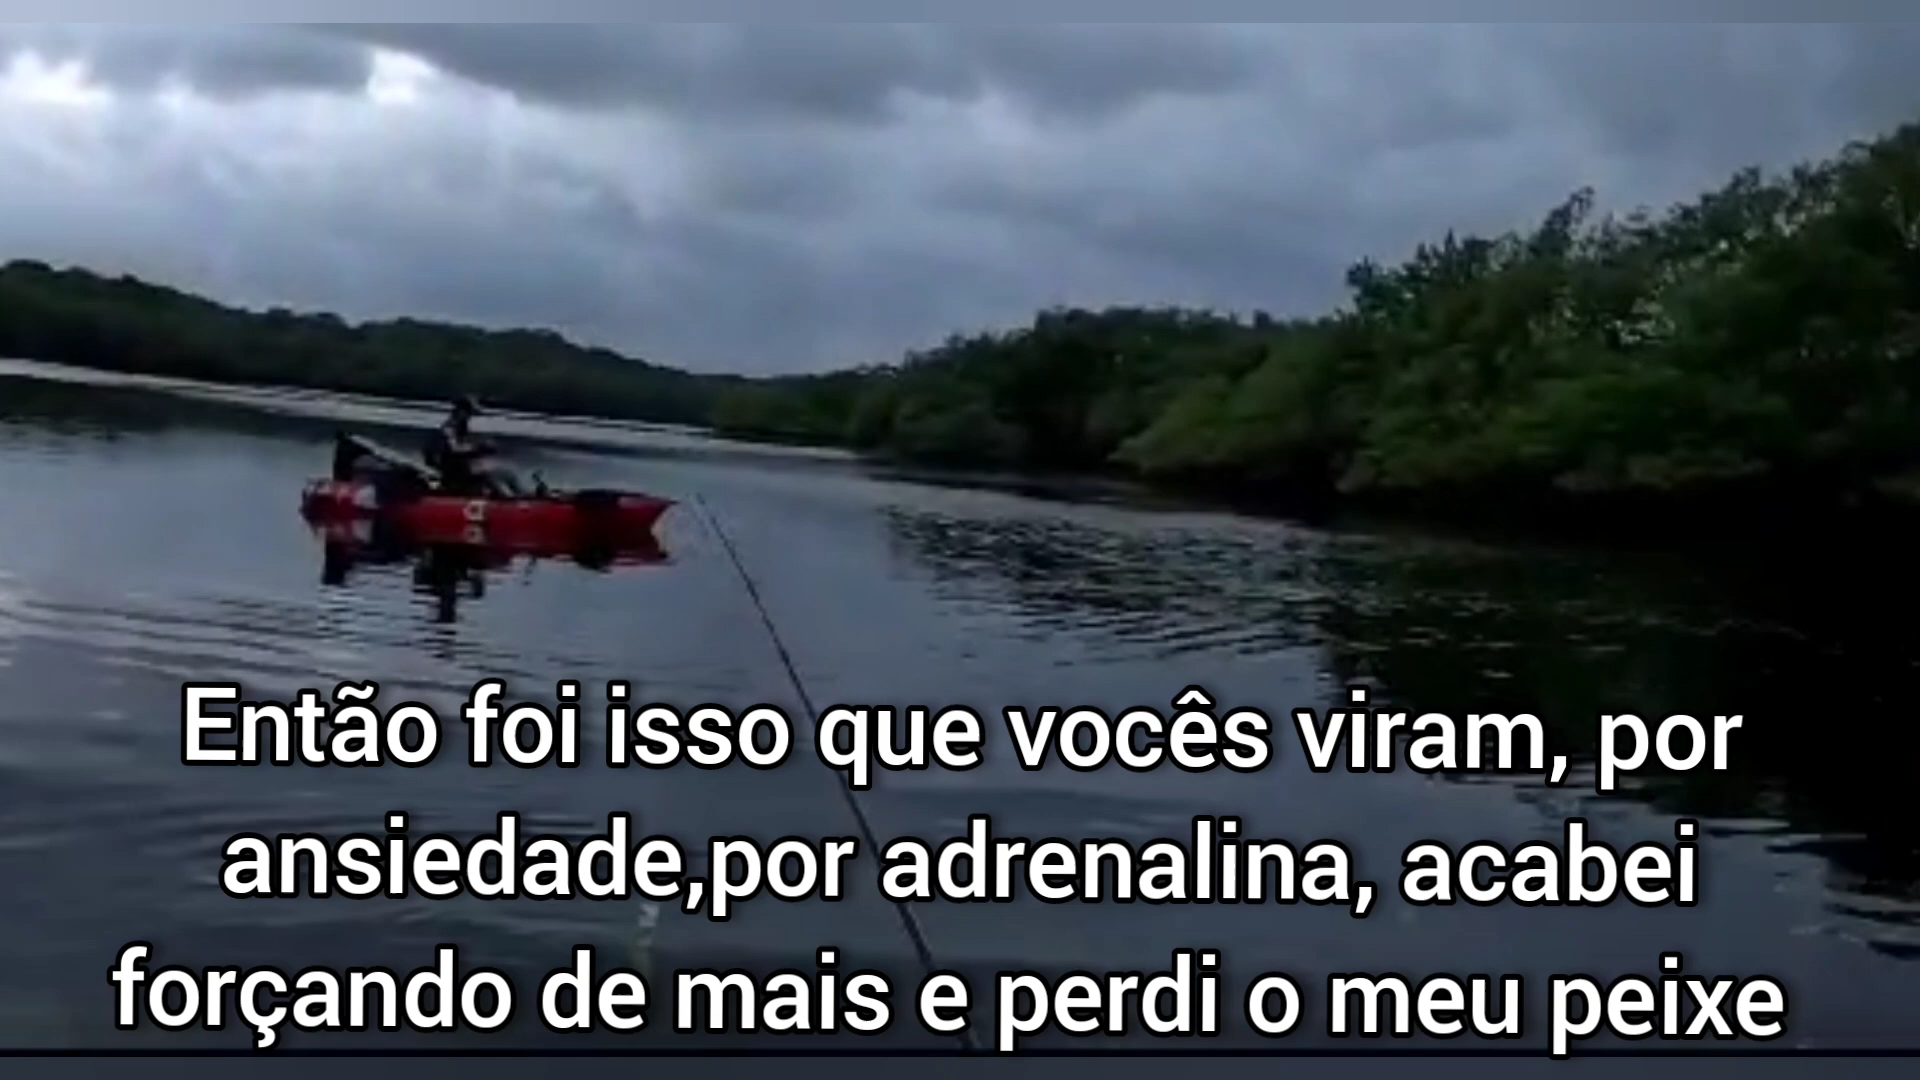 Então foi isso que vocês viram, por
ansiedade,por adrenalina, acabei
forçando de mais e perdi o meu peixe